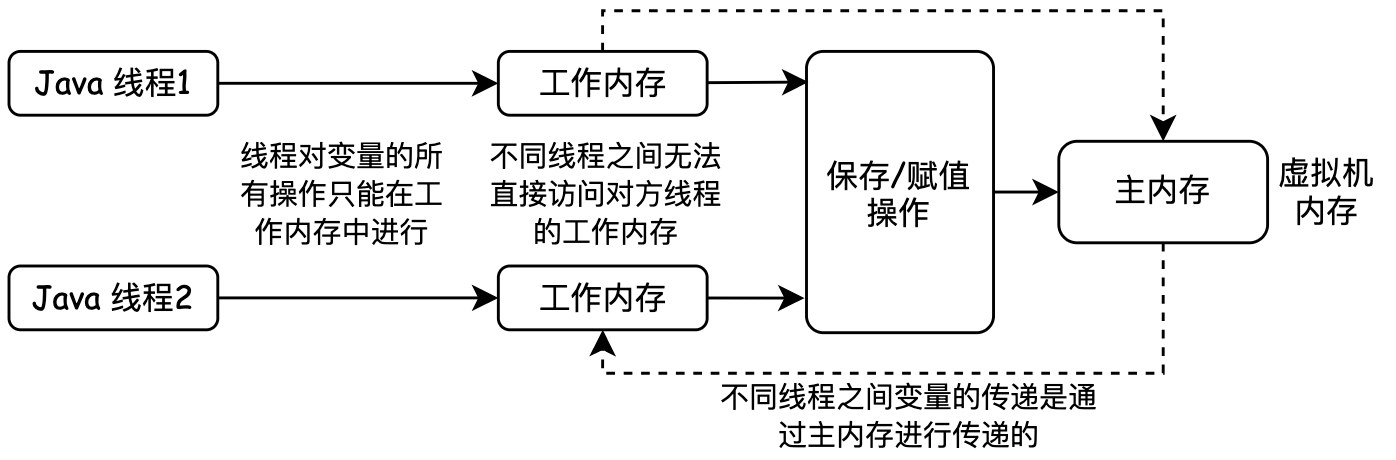 Java 线程1
工作内存
线程对变量的所
有操作只能在工
作内存中进行
不同线程之间无法
直接访问对方线程
的工作内存
保存/赋值
操作
主内存
虚拟机
内存
Java 线程2
工作内存
不同线程之间变量的传递是通
过主内存进行传递的